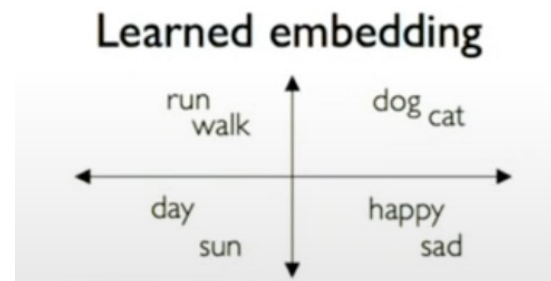 Learned embedding
run
walk
dog
cat
day
sun
happy
sad